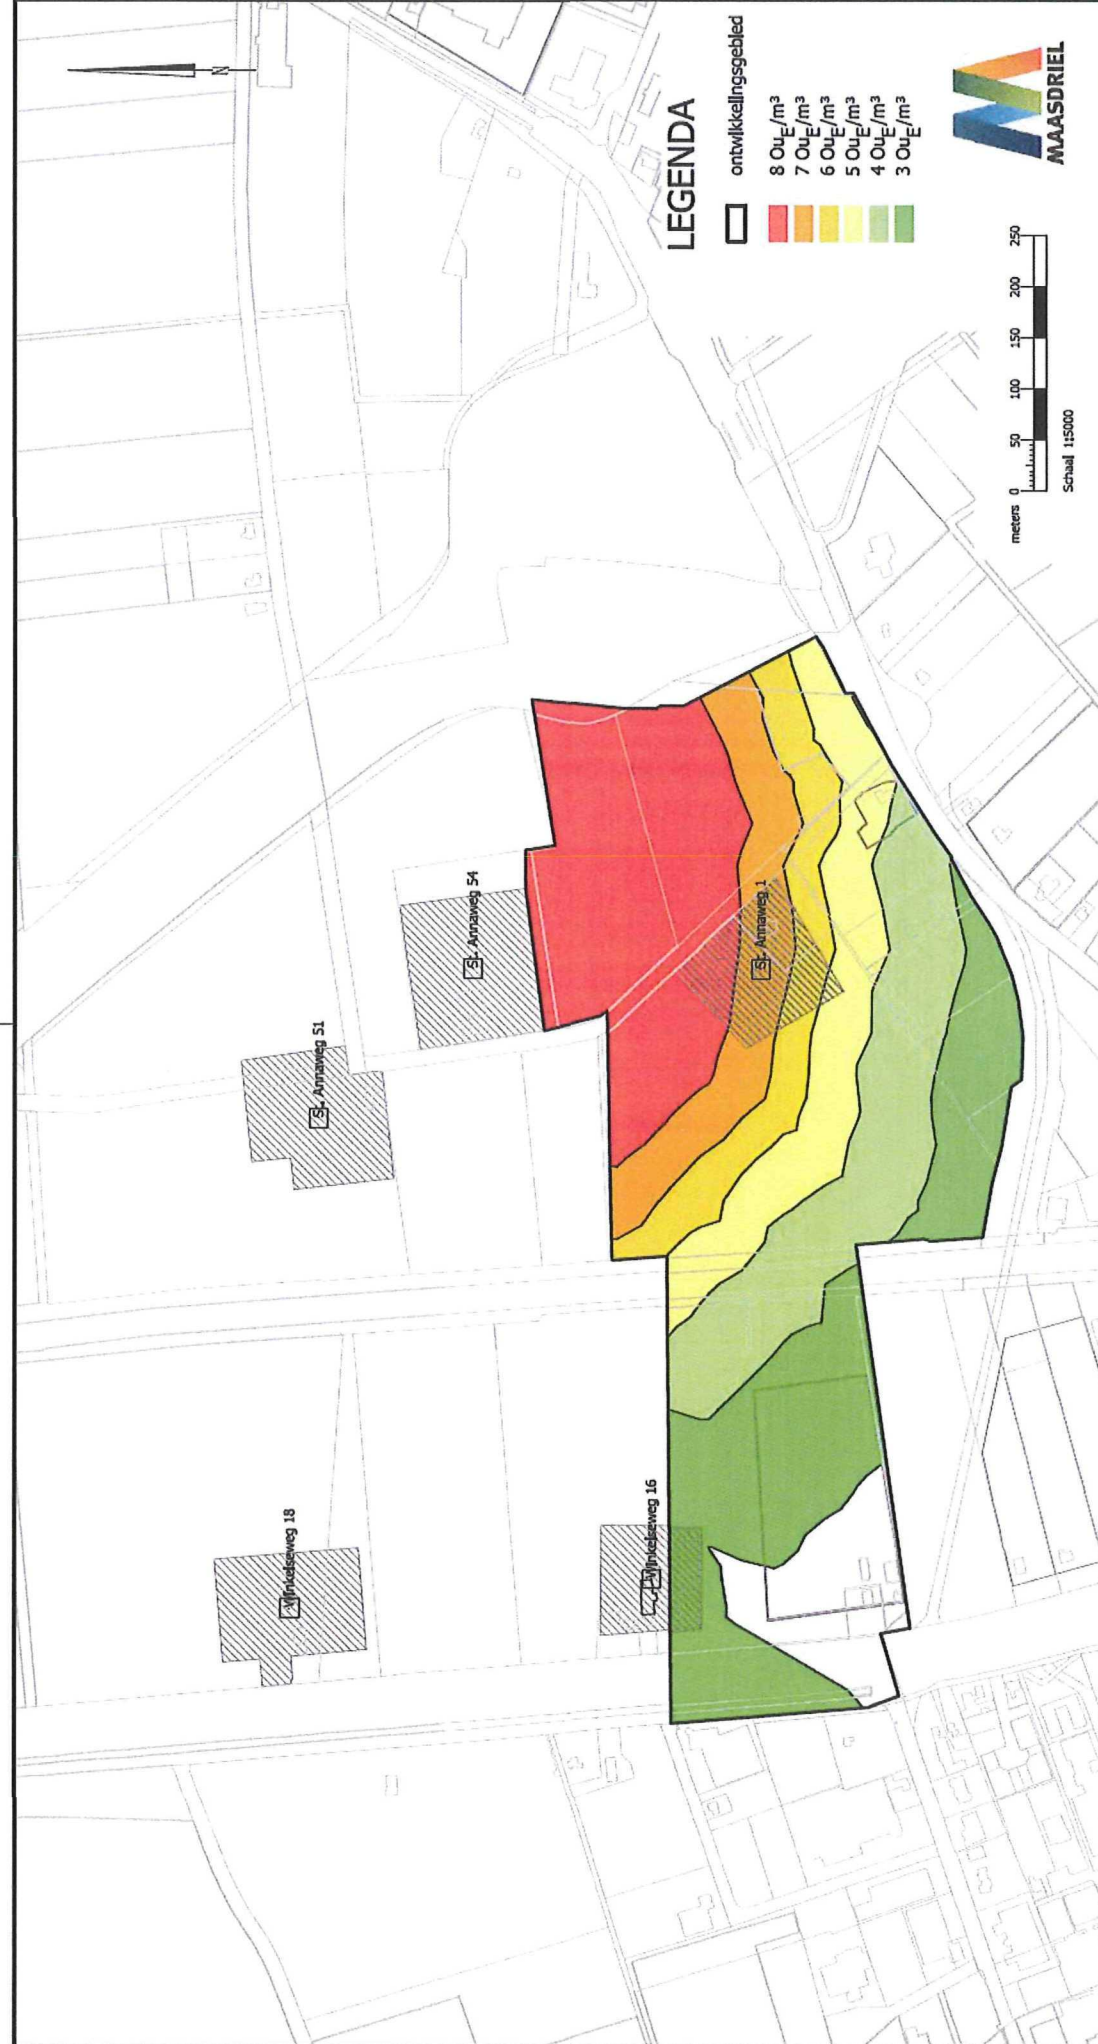 N
LEGENDA
ontwikkelingsgebied
8 OuE/m³
7 OuE/m³
6 OuE/m³
5 OuE/m³
4 OuE/m³
3 OuE/m³
MAASDRIEL
meters 0 50 100 150 200 250
Schaal 1:5000
St. Annaweg 54
St. Annaweg 51
St. Annaweg 1
Winkelseweg 18
Winkelseweg 16